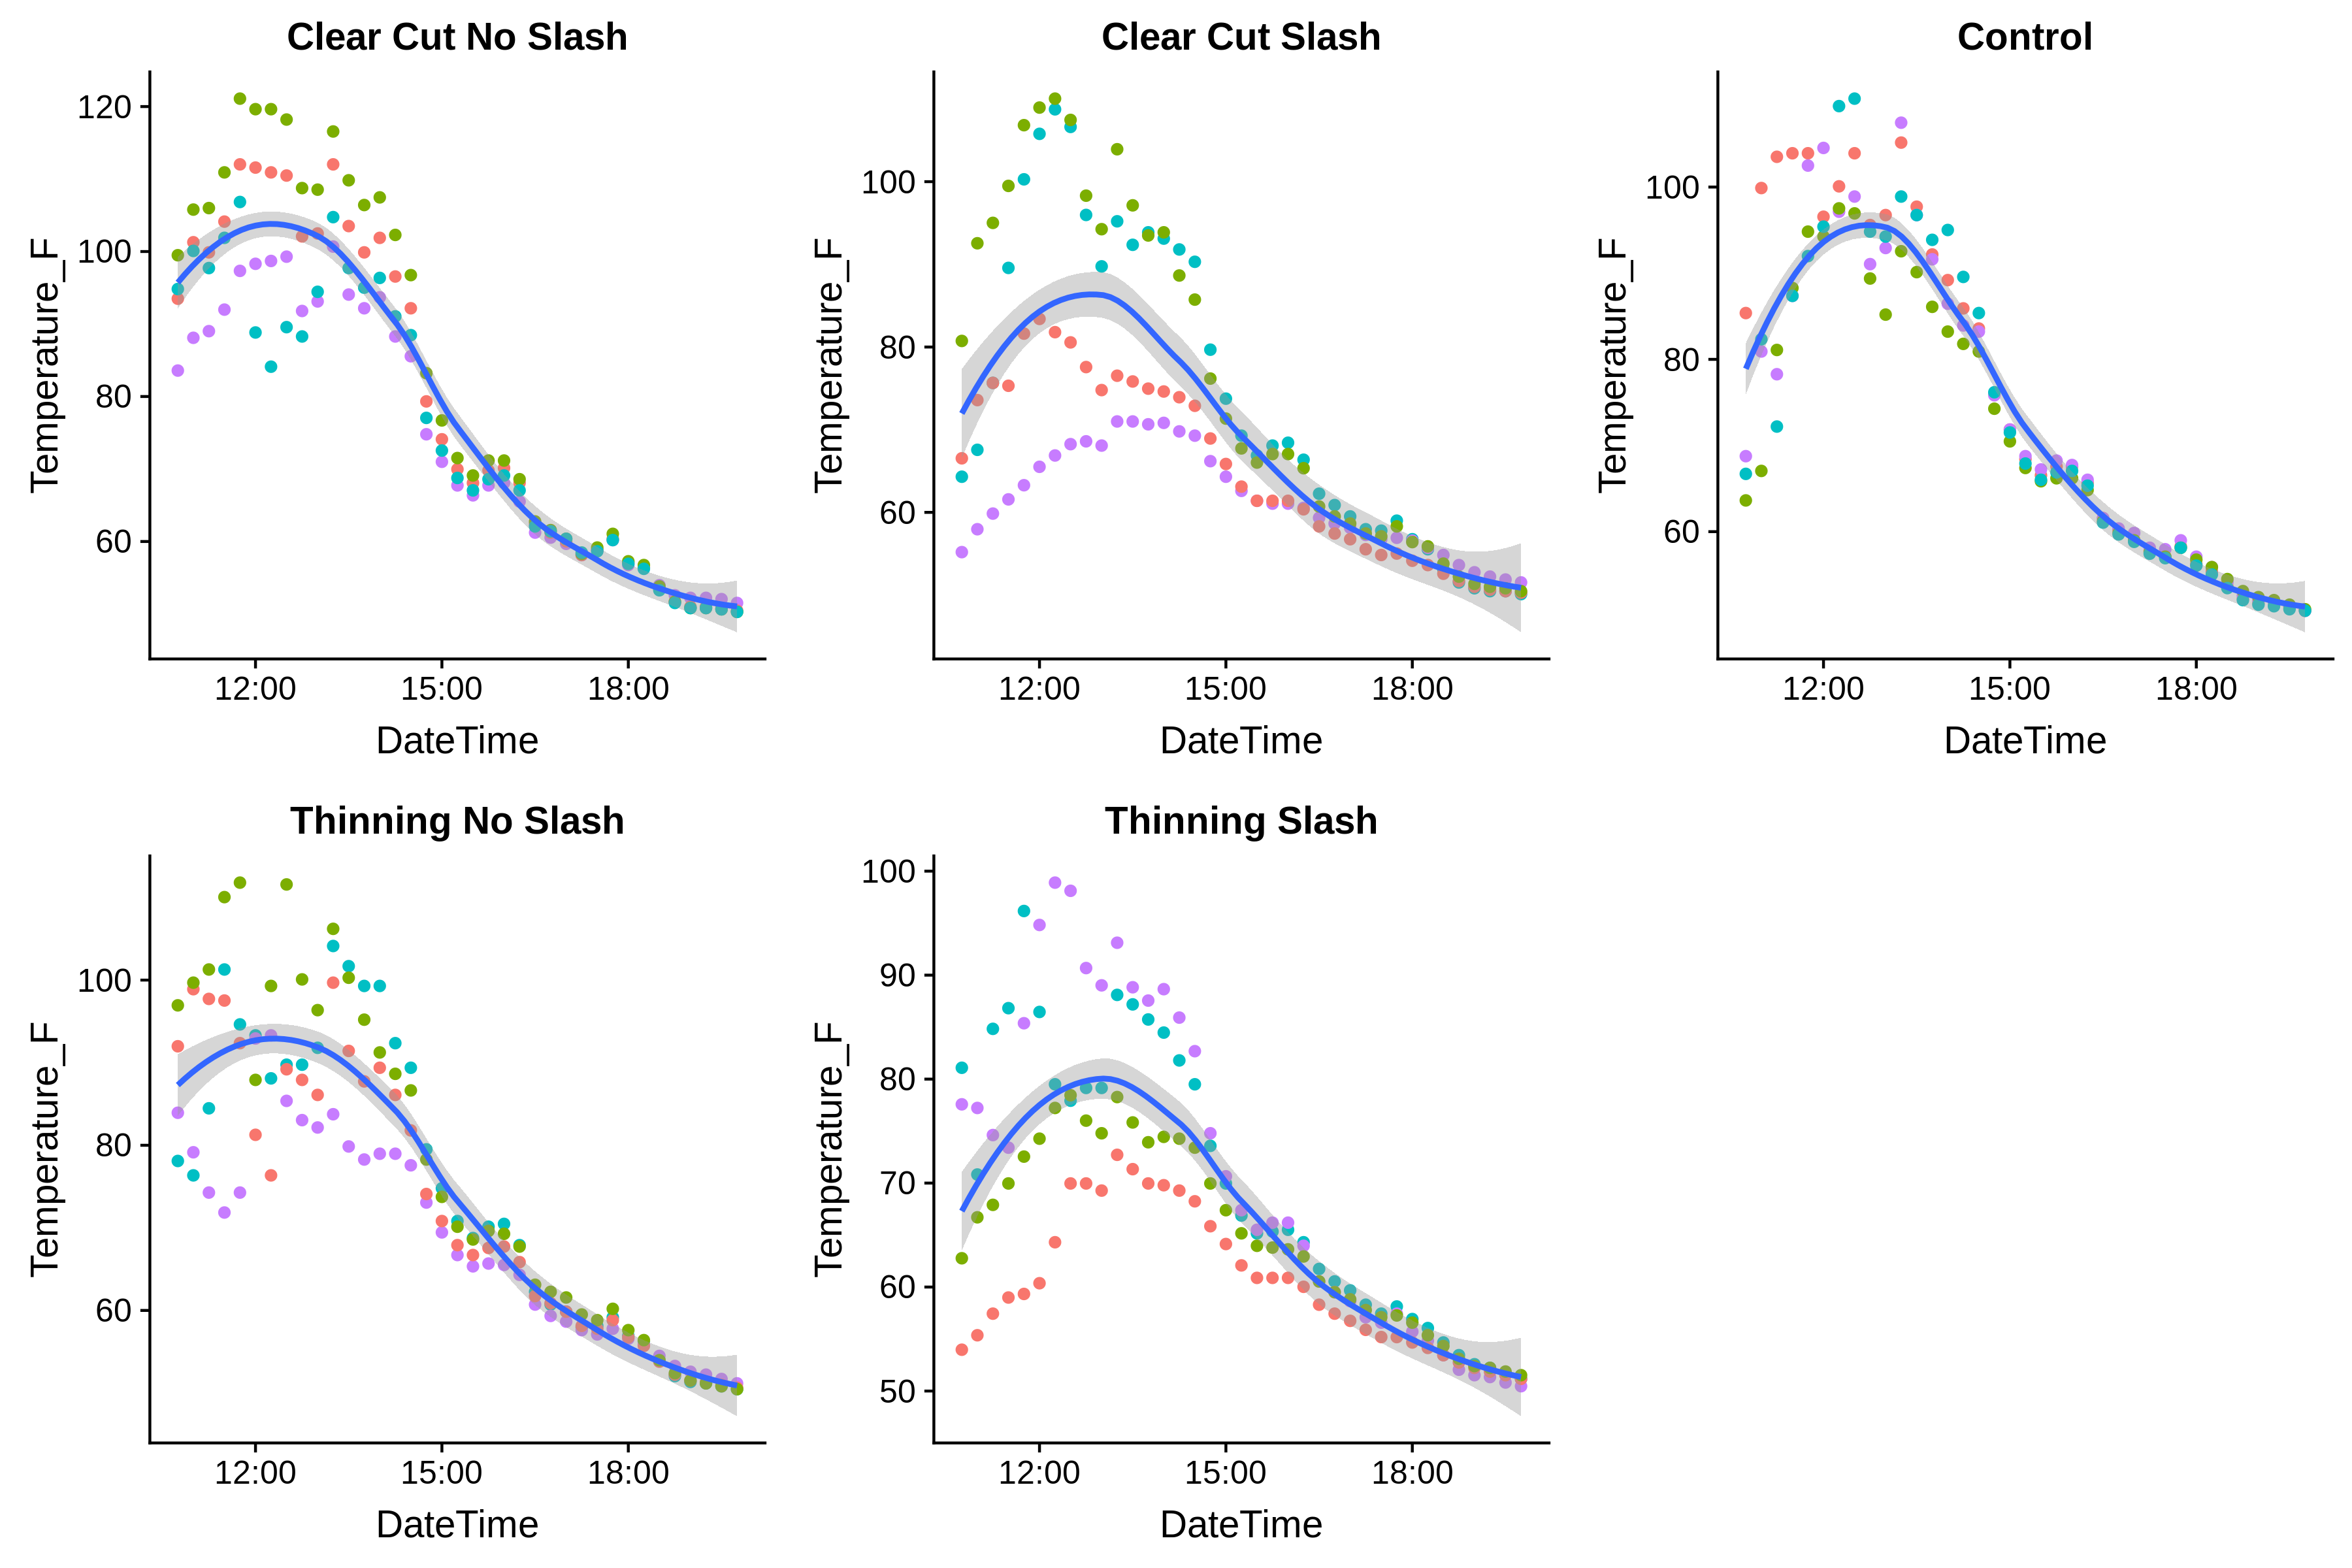 Clear Cut No Slash
Temperature_F
120
100
80
60
12:00 15:00 18:00
DateTime
Clear Cut Slash
Temperature_F
100
80
60
12:00 15:00 18:00
DateTime
Control
Temperature_F
100
80
60
12:00 15:00 18:00
DateTime
Thinning No Slash
Temperature_F
100
80
60
12:00 15:00 18:00
DateTime
Thinning Slash
Temperature_F
100
90
80
70
60
50
12:00 15:00 18:00
DateTime